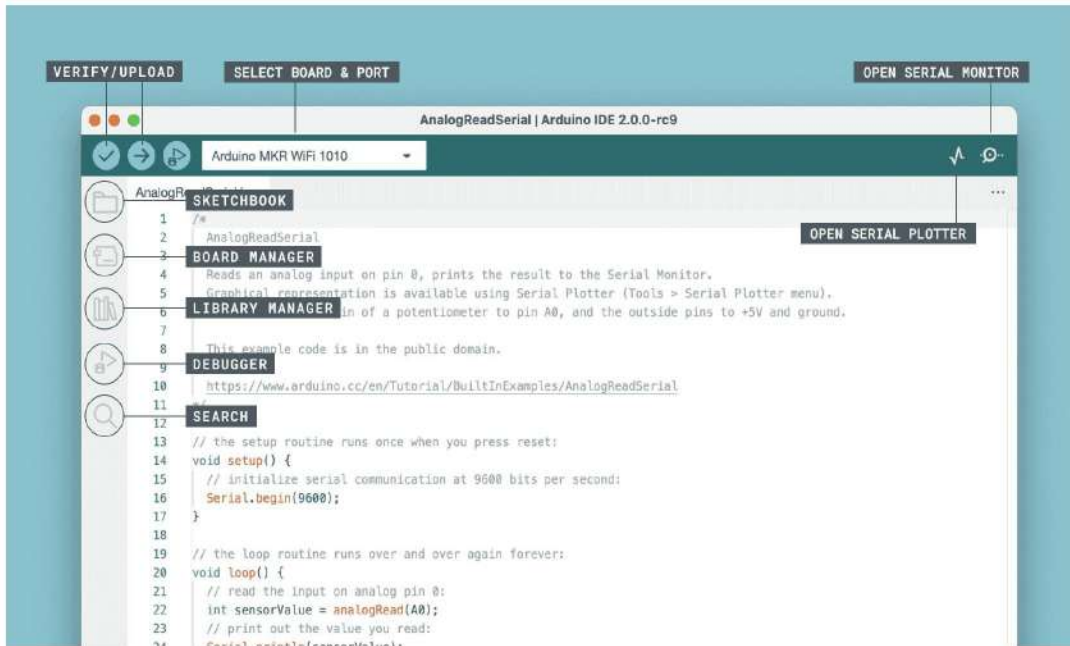 VERIFY/UPLOAD
SELECT BOARD & PORT
OPEN SERIAL MONITOR
AnalogReadSerial | Arduino IDE 2.0.0-rc9
Arduino MKR WiFi 1010
AnalogR
...
SKETCHBOOK
1 /*
2 AnalogReadSerial
OPEN SERIAL PLOTTER
3
BOARD MANAGER
4 Reads an analog input on pin 0, prints the result to the Serial Monitor.
5 Graphical representation is available using Serial Plotter (Tools > Serial Plotter menu).
LIBRARY MANAGER
6 of a potentiometer to pin A0, and the outside pins to +5V and ground.
7
8 This example code is in the public domain.
DEBUGGER
9
10 https://www.arduino.cc/en/Tutorial/BuiltInExamples/AnalogReadSerial
11 */
SEARCH
12
13 // the setup routine runs once when you press reset:
14 void setup() {
15 // initialize serial communication at 9600 bits per second:
16 Serial.begin(9600);
17 }
18
19 // the loop routine runs over and over again forever:
20 void loop() {
21 // read the input on analog pin 0:
22 int sensorValue = analogRead(A0);
23 // print out the value you read:
24 Serial.println(sensorValue);